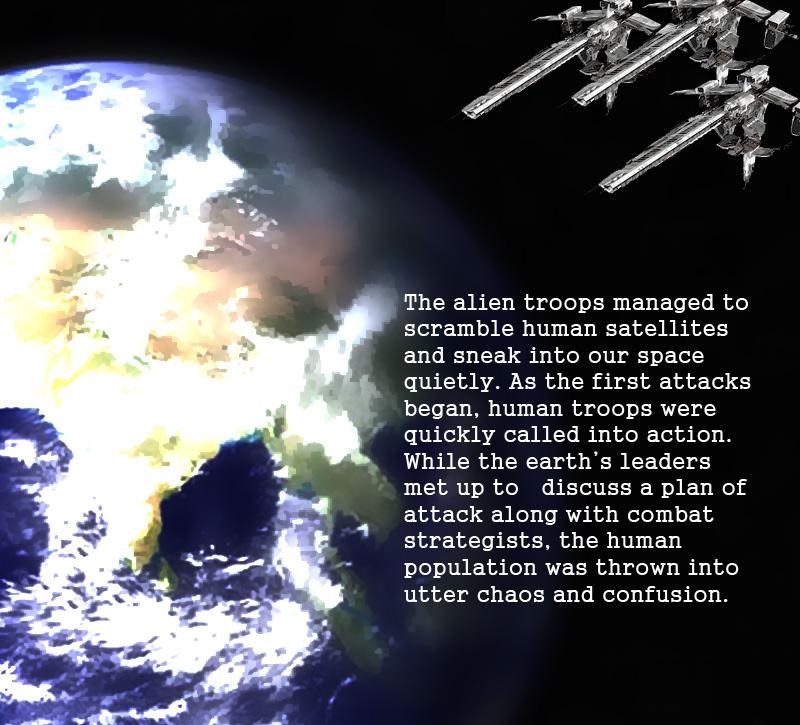 The alien troops managed to
scramble human satellites
and sneak into our space
quietly. As the first attacks
began, human troops were
quickly called into action.
While the earth's leaders
met up to   discuss a plan of
attack along with combat
strategists, the human
population was thrown into
utter chaos and confusion.